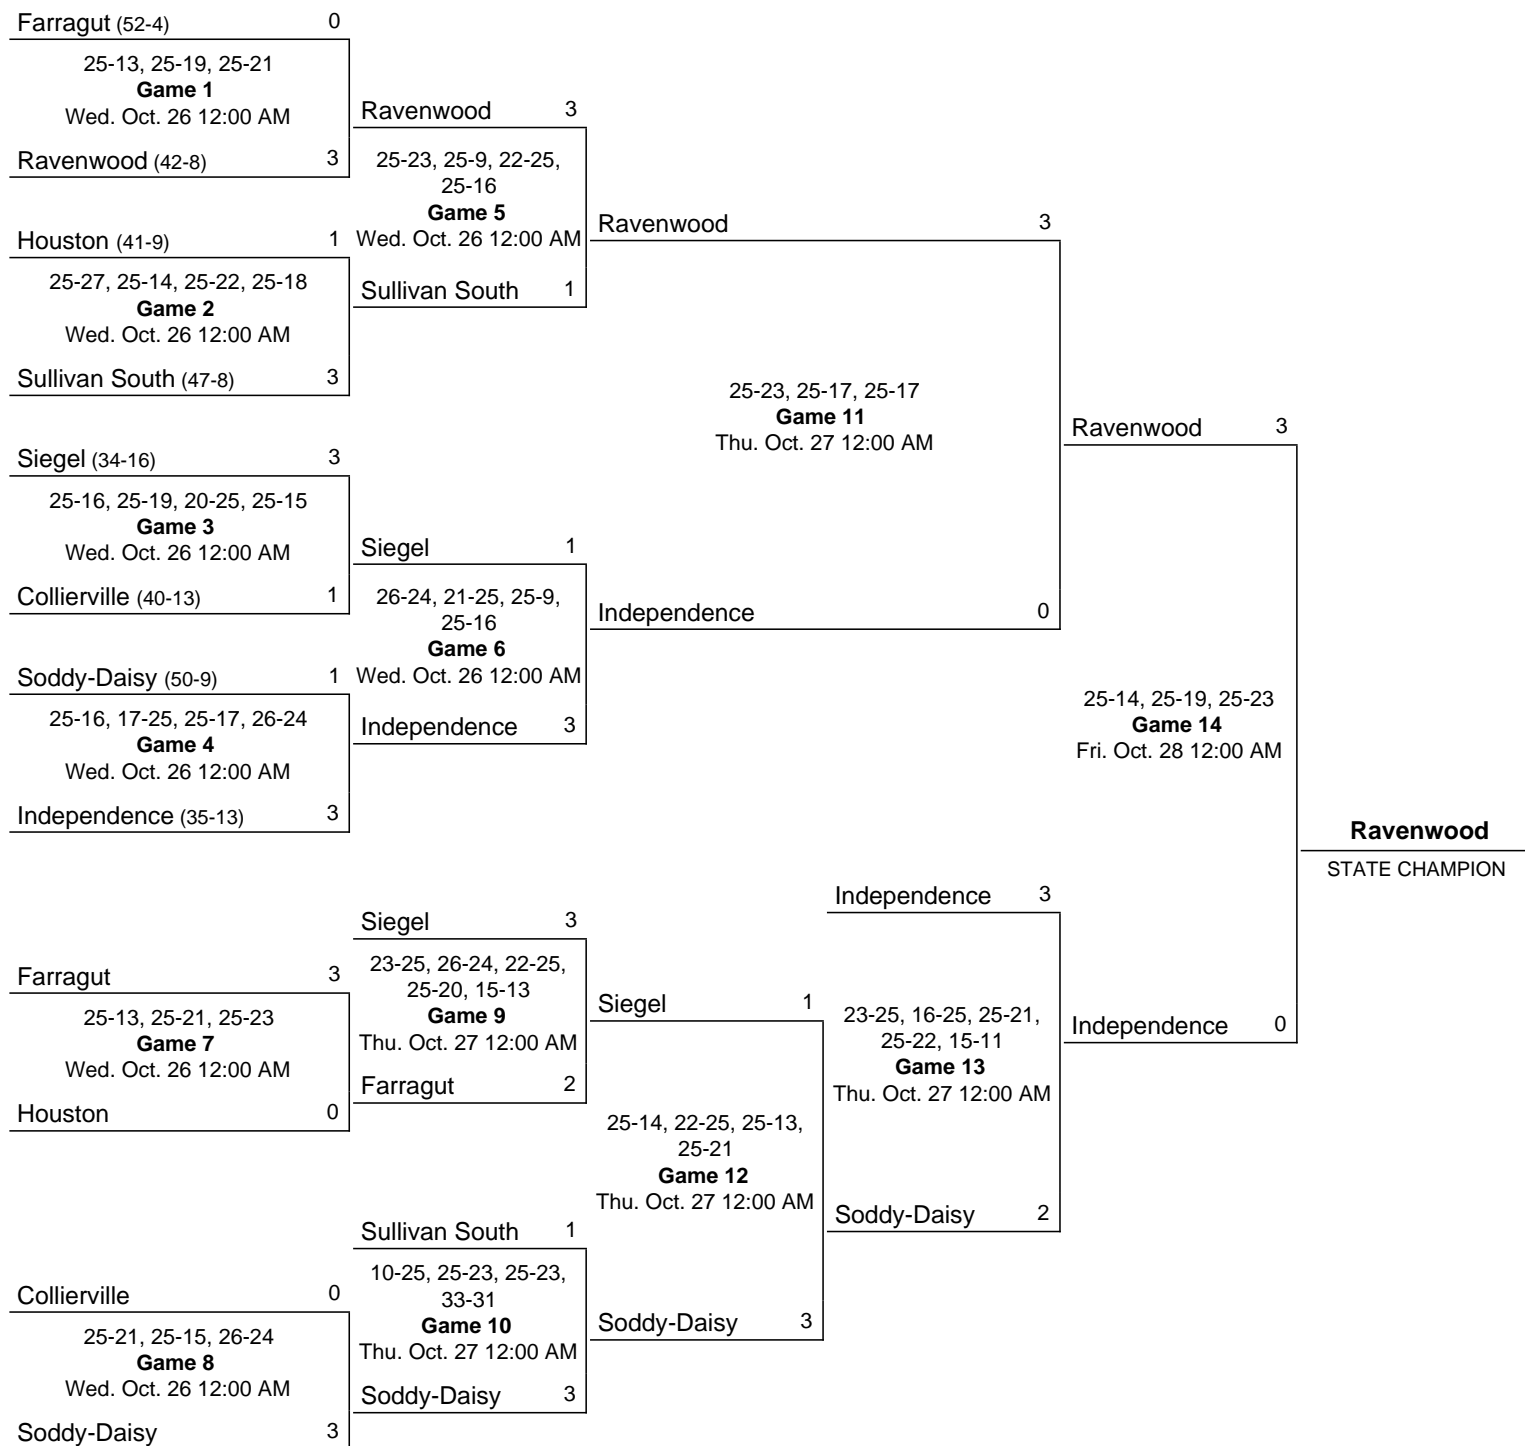 Farragut (52-4) 0
25-13, 25-19, 25-21
Game 1
Wed. Oct. 26 12:00 AM
Ravenwood (42-8) 3
Houston (41-9) 1
25-27, 25-14, 25-22, 25-18
Game 2
Wed. Oct. 26 12:00 AM
Sullivan South (47-8) 3
Siegel (34-16) 3
25-16, 25-19, 20-25, 25-15
Game 3
Wed. Oct. 26 12:00 AM
Collierville (40-13) 1
Soddy-Daisy (50-9) 1
25-16, 17-25, 25-17, 26-24
Game 4
Wed. Oct. 26 12:00 AM
Independence (35-13) 3
Ravenwood 3
25-23, 25-9, 22-25,
25-16
Game 5
Wed. Oct. 26 12:00 AM
Sullivan South 1
Siegel 1
26-24, 21-25, 25-9,
25-16
Game 6
Wed. Oct. 26 12:00 AM
Independence 3
Ravenwood 3
25-23, 25-17, 25-17
Game 11
Thu. Oct. 27 12:00 AM
Independence 0
Ravenwood 3
25-14, 25-19, 25-23
Game 14
Fri. Oct. 28 12:00 AM
Independence 0
Ravenwood
STATE CHAMPION
Farragut 3
25-13, 25-21, 25-23
Game 7
Wed. Oct. 26 12:00 AM
Houston 0
Collierville 0
25-21, 25-15, 26-24
Game 8
Wed. Oct. 26 12:00 AM
Soddy-Daisy 3
Siegel 3
23-25, 26-24, 22-25,
25-20, 15-13
Game 9
Thu. Oct. 27 12:00 AM
Farragut 2
Sullivan South 1
10-25, 25-23, 25-23,
33-31
Game 10
Thu. Oct. 27 12:00 AM
Soddy-Daisy 3
Siegel 1
25-14, 22-25, 25-13,
25-21
Game 12
Thu. Oct. 27 12:00 AM
Soddy-Daisy 3
Independence 3
23-25, 16-25, 25-21,
25-22, 15-11
Game 13
Thu. Oct. 27 12:00 AM
Soddy-Daisy 2